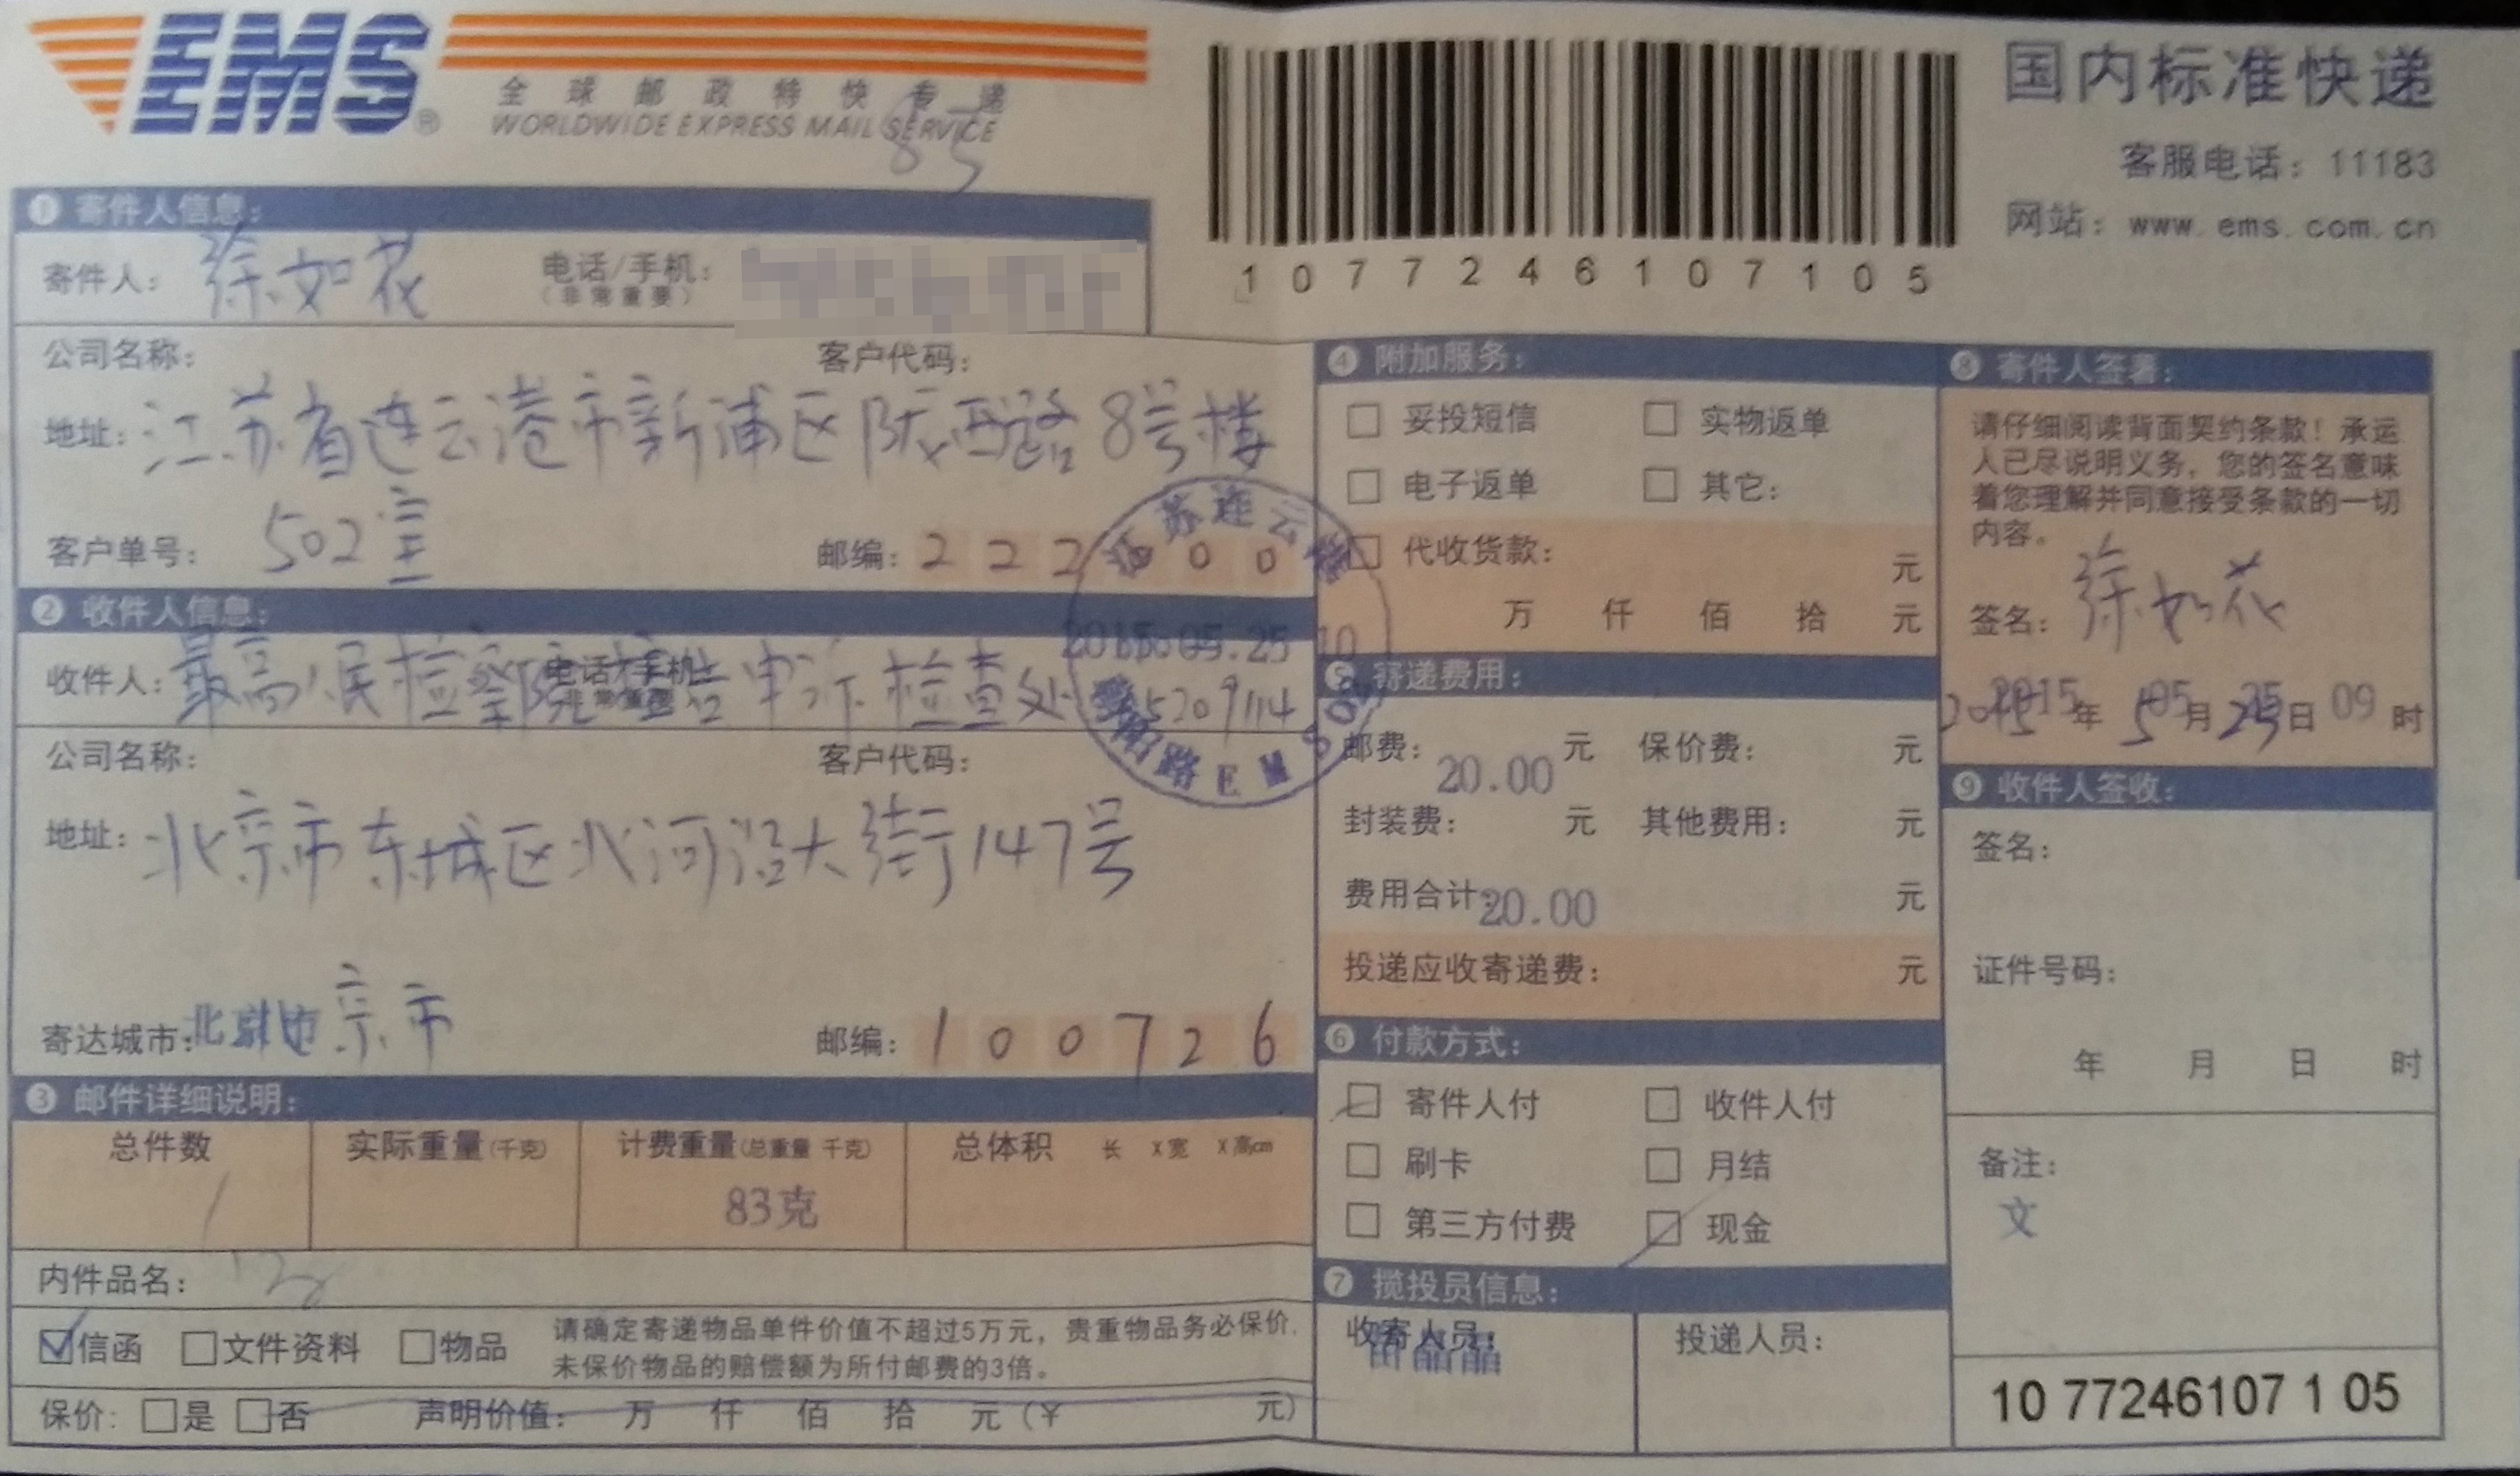 EMS®
全球邮政特快专递
WORLDWIDE EXPRESS MAIL SERVICE
85
国内标准快递
客服电话：11183
网站：www.ems.com.cn
1077246107105
1 寄件人信息：
寄件人：徐如花 电话/手机：
（非常重要）
公司名称： 客户代码：
地址：江苏省连云港市新浦区陇西路8号楼
502室
客户单号： 邮编：222000
2 收件人信息：
收件人：最高人民检察院控告申诉检查处
电话/手机：
（非常重要）
江苏连云港
2015.05.25 10
路EMS
公司名称： 客户代码：
地址：北京市东城区北河沿大街147号
寄达城市：北京市
邮编：100726
3 邮件详细说明：
总件数 实际重量(千克) 计费重量(总重量 千克) 总体积 长 X宽 X高cm
1 83克
内件品名：
信函 文件资料 物品
请确定寄递物品单件价值不超过5万元，贵重物品务必保价，
未保价物品的赔偿额为所付邮费的3倍。
保价：是 否 声明价值： 万 仟 佰 拾 元（￥ 元）
4 附加服务：
妥投短信 实物返单
电子返单 其它：
代收货款： 元
万 仟 佰 拾 元
5 寄递费用：
邮费：20.00元 保价费： 元
封装费： 元 其他费用： 元
费用合计：20.00 元
投递应收寄递费： 元
6 付款方式：
寄件人付 收件人付
刷卡 月结
第三方付费 现金
7 揽投员信息：
收寄人员： 投递人员：
8 寄件人签署：
请仔细阅读背面契约条款！承运
人已尽说明义务，您的签名意味
着您理解并同意接受条款的一切
内容。
签名：徐如花
2015年05月25日09时
9 收件人签收：
签名：
证件号码：
年 月 日 时
备注：
文
10 77246107 1 05